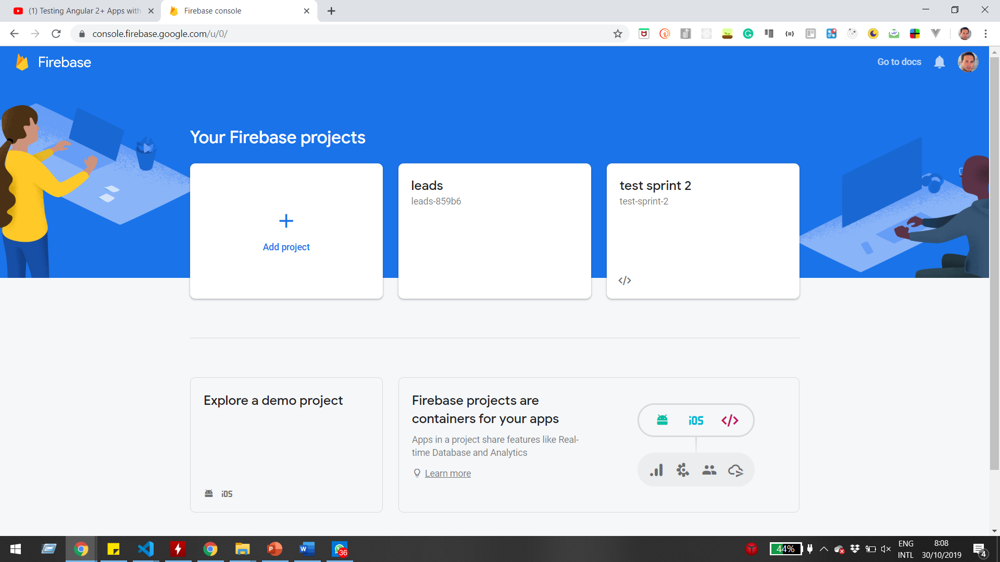 (1) Testing Angular 2+ Apps with
Firebase console
console.firebase.google.com/u/0/
Firebase
Go to docs
Your Firebase projects
Add project
leads
leads-859b6
test sprint 2
test-sprint-2
Explore a demo project
iOS
Firebase projects are
containers for your apps
Apps in a project share features like Real-
time Database and Analytics
Learn more
iOS
36
44%
ENG
INTL
8:08
30/10/2019
4